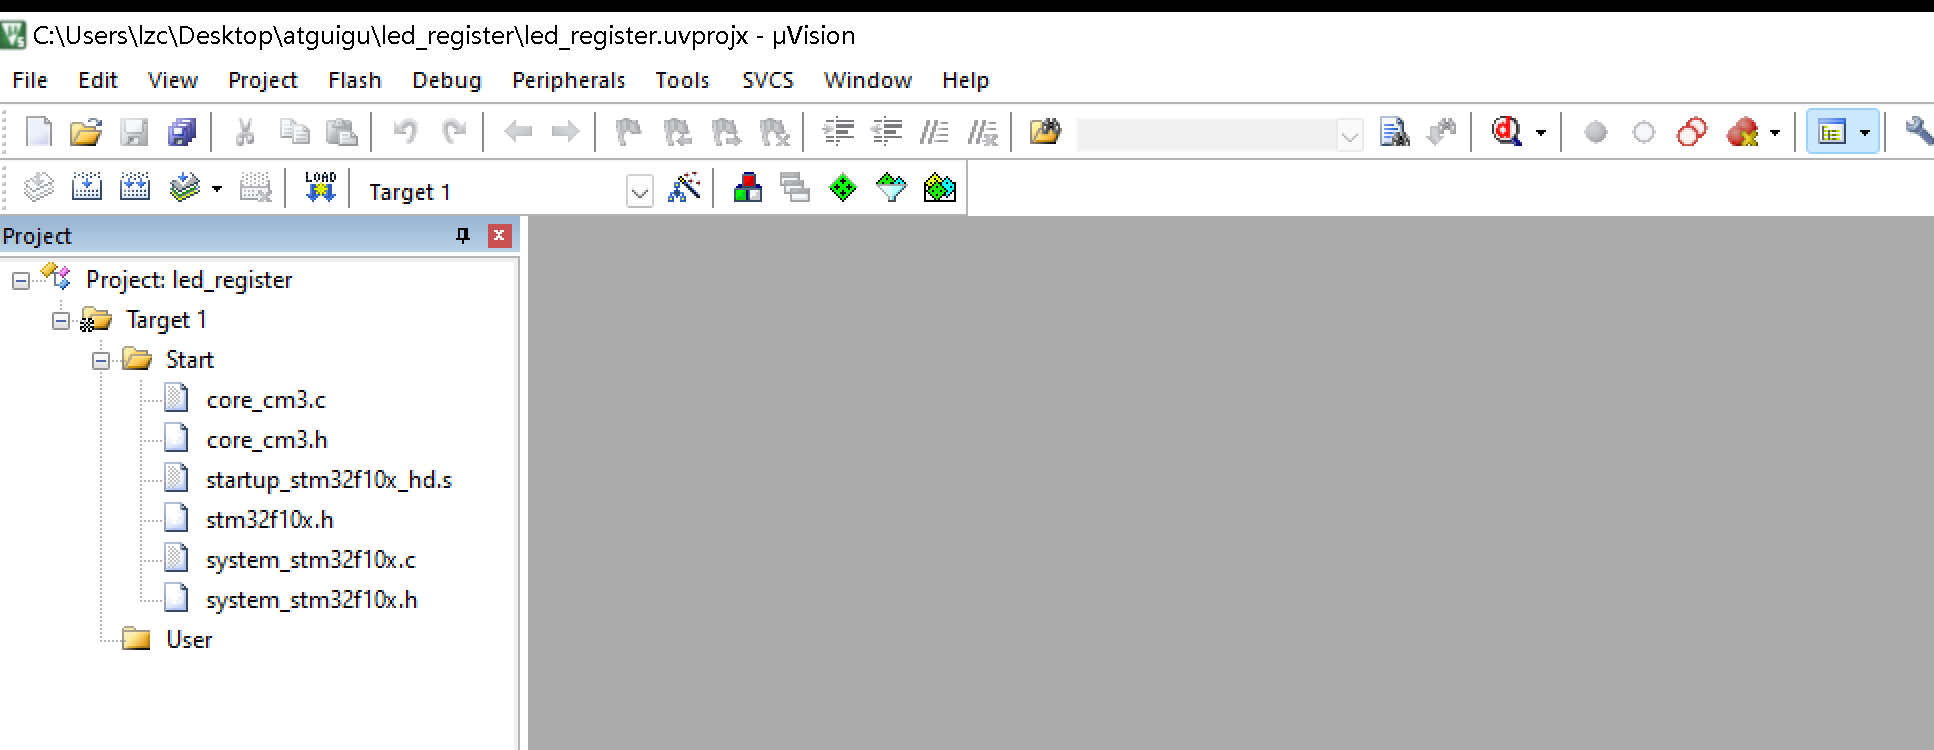 C:\Users\lzc\Desktop\atguigu\led_register\led_register.uvprojx - µVision
File Edit View Project Flash Debug Peripherals Tools SVCS Window Help
LOAD
Target 1
Project
Project: led_register
Target 1
Start
core_cm3.c
core_cm3.h
startup_stm32f10x_hd.s
stm32f10x.h
system_stm32f10x.c
system_stm32f10x.h
User